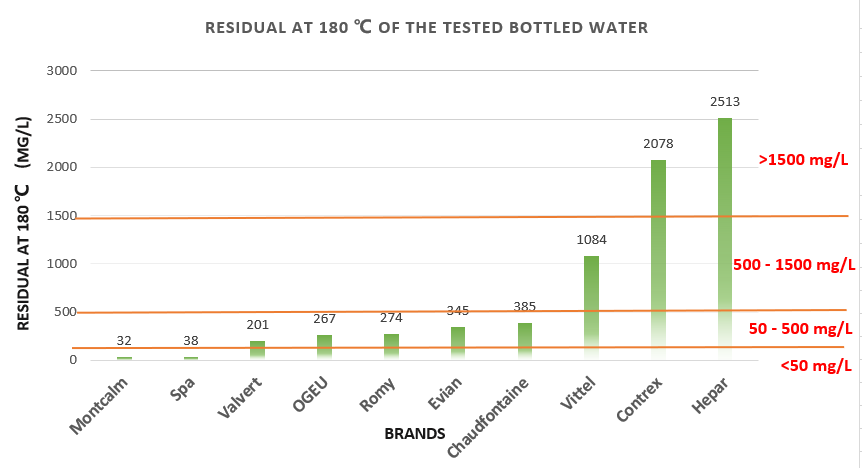 RESIDUAL AT 180 ℃ OF THE TESTED BOTTLED WATER
RESIDUAL AT 180 ℃ (MG/L)
3000
2500
2000
1500
1000
500
0
32
38
201
267
274
345
385
1084
2078
2513
>1500 mg/L
500 - 1500 mg/L
50 - 500 mg/L
<50 mg/L
Montcalm
Spa
Valvert
OGEU
Romy
Evian
Chaudfontaine
Vittel
Contrex
Hepar
BRANDS